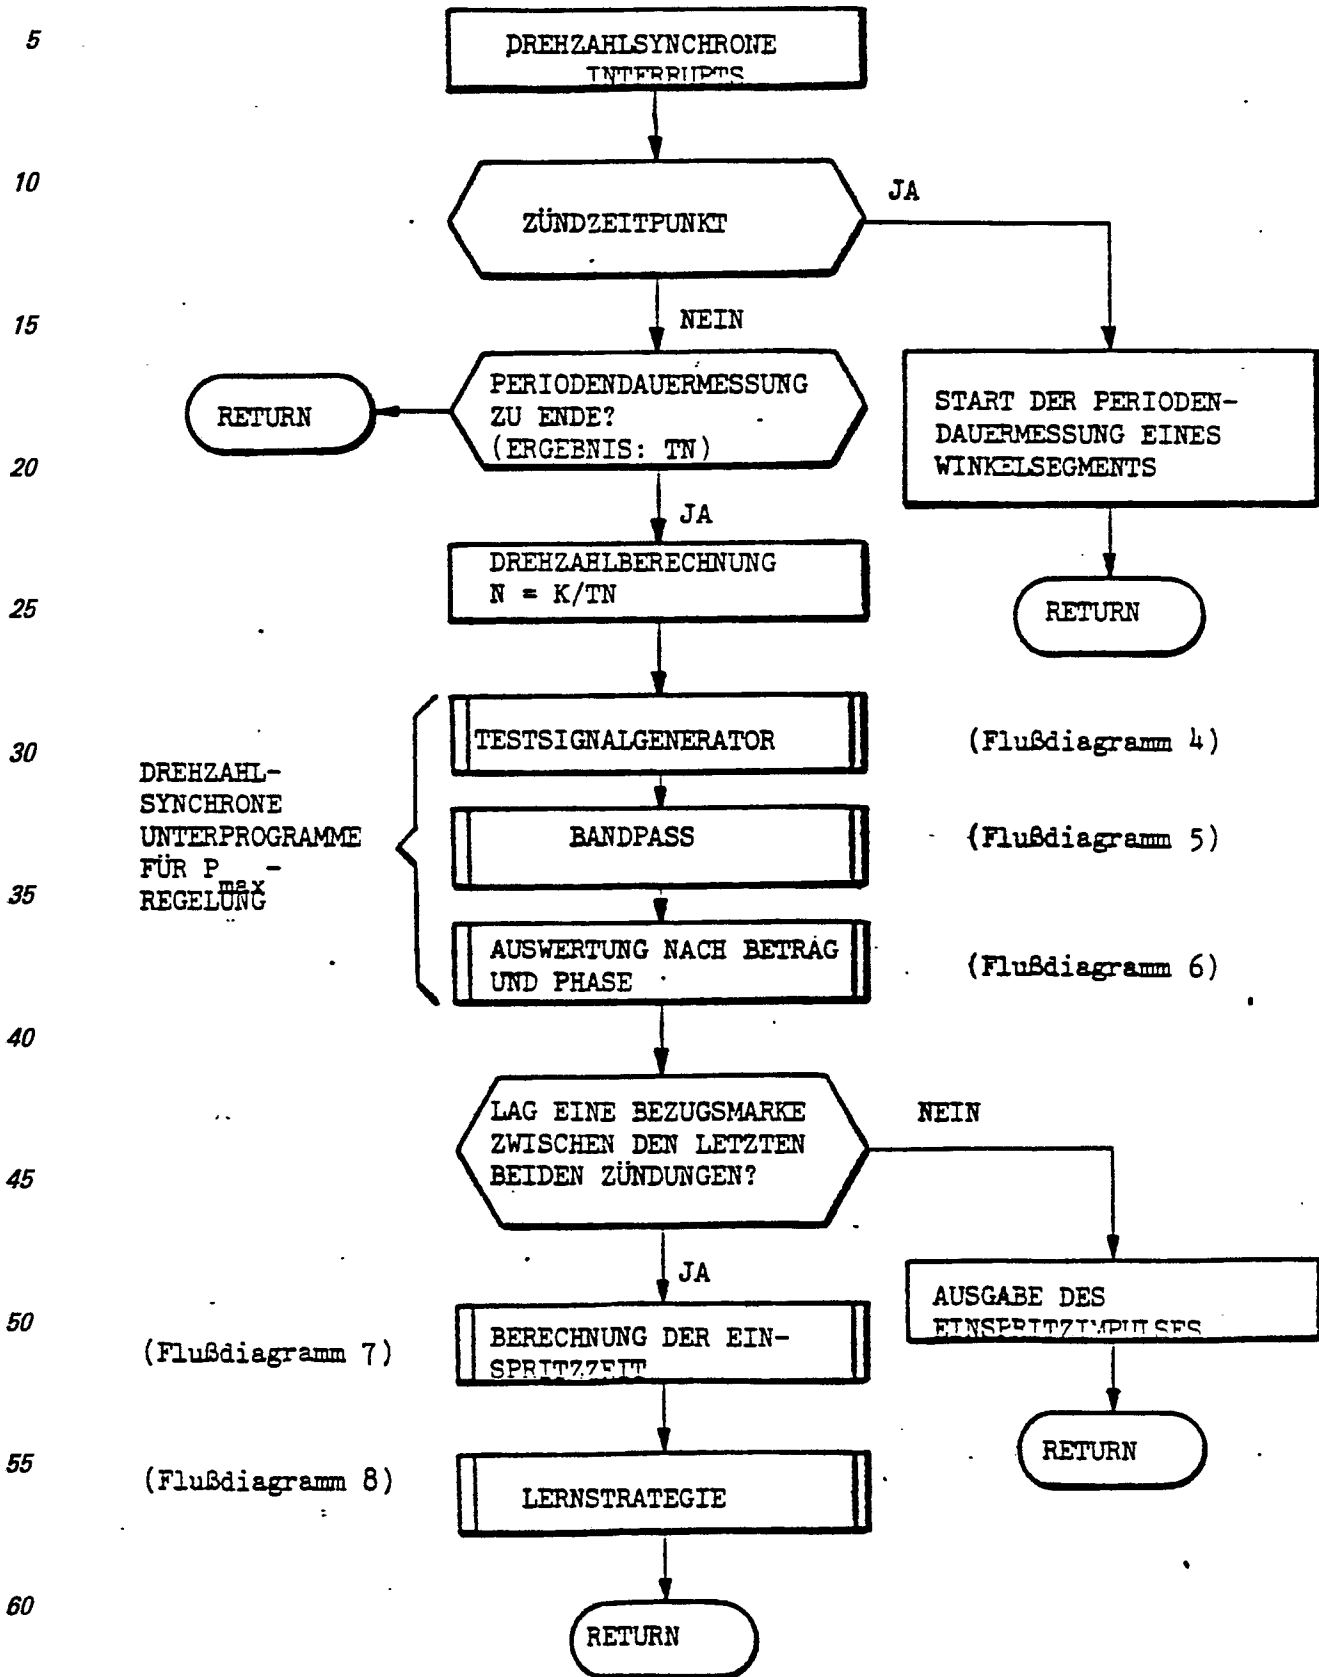 5
DREHZAHLSYNCHRONE
INTERRUPTS
10
ZÜNDZEITPUNKT
JA
15
NEIN
RETURN
PERIODENDAUERMESSUNG
ZU ENDE?
(ERGEBNIS: TN)
START DER PERIODEN-
DAUERMESSUNG EINES
WINKELSEGMENTS
20
JA
DREHZAHLBERECHNUNG
N = K/TN
25
RETURN
TESTSIGNALGENERATOR
(Flußdiagramm 4)
30
DREHZAHL-
SYNCHRONE
UNTERPROGRAMME
FÜR Pmax-
REGELUNG
BANDPASS
(Flußdiagramm 5)
35
AUSWERTUNG NACH BETRAG
UND PHASE
(Flußdiagramm 6)
40
LAG EINE BEZUGSMARKE
ZWISCHEN DEN LETZTEN
BEIDEN ZÜNDUNGEN?
NEIN
45
JA
AUSGABE DES
EINSPRITZIMPULSES
50
(Flußdiagramm 7)
BERECHNUNG DER EIN-
SPRITZZEIT
RETURN
55
(Flußdiagramm 8)
LERNSTRATEGIE
60
RETURN